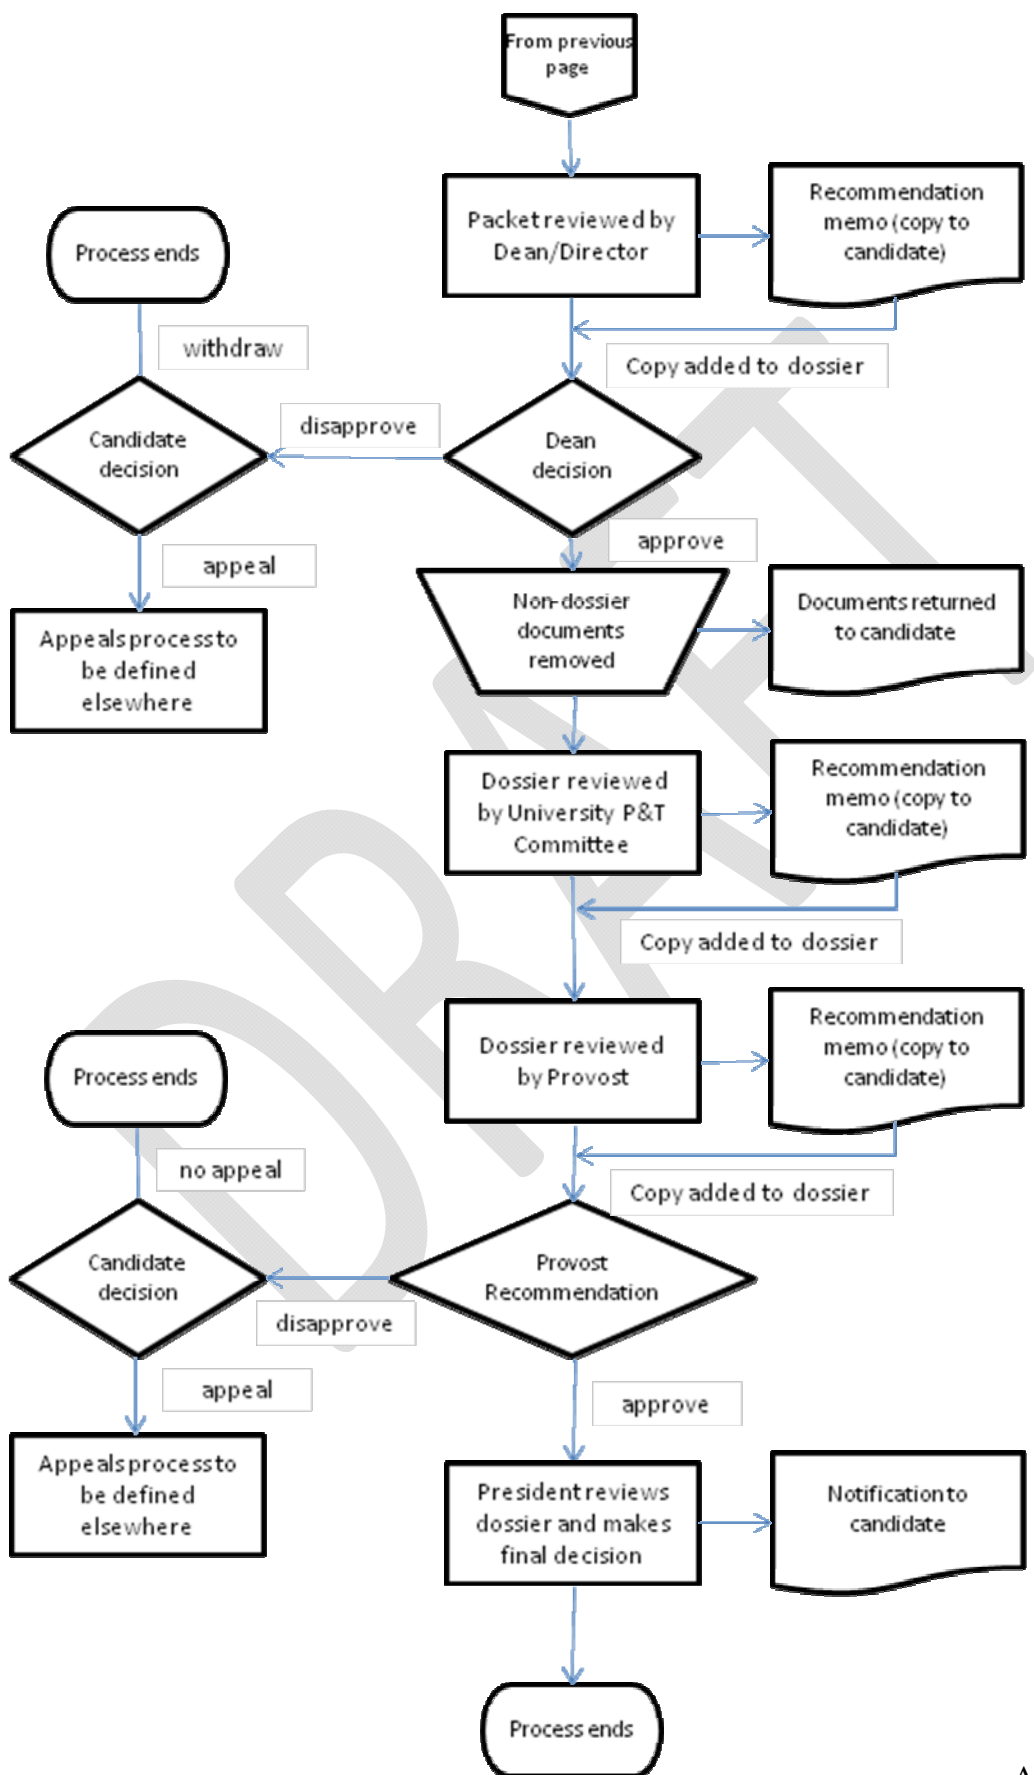 From previous
page
Packet reviewed by
Dean/Director
Recommendation
memo (copy to
candidate)
Process ends
withdraw
Copy added to dossier
Candidate
decision
disapprove
Dean
decision
appeal
approve
Appeals process to
be defined
elsewhere
Non-dossier
documents
removed
Documents returned
to candidate
Dossier reviewed
by University P&T
Committee
Recommendation
memo (copy to
candidate)
Copy added to dossier
Dossier reviewed
by Provost
Recommendation
memo (copy to
candidate)
Process ends
no appeal
Copy added to dossier
Candidate
decision
disapprove
Provost
Recommendation
appeal
approve
Appeals process to
be defined
elsewhere
President reviews
dossier and makes
final decision
Notification to
candidate
Process ends
DRAFT